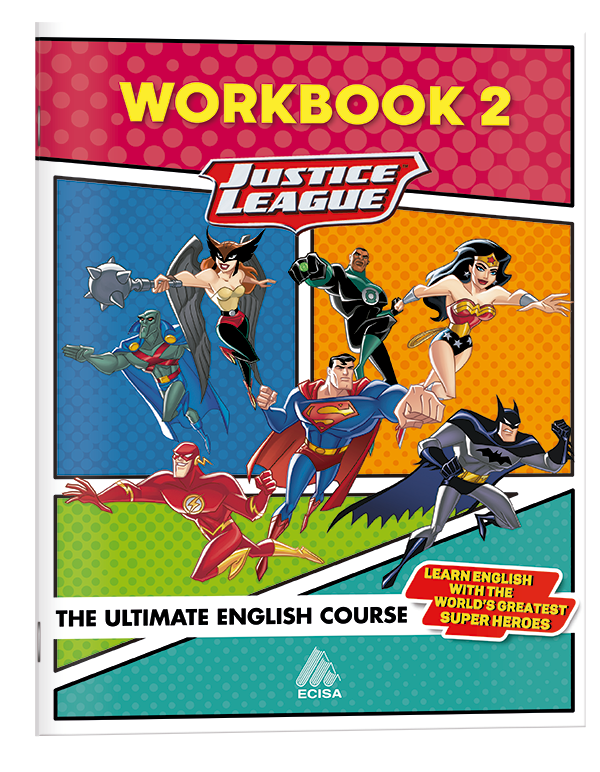 WORKBOOK 2
JUSTICE
LEAGUE
THE ULTIMATE ENGLISH COURSE
LEARN ENGLISH
WITH THE
WORLD'S GREATEST
SUPER HEROES
ECISA